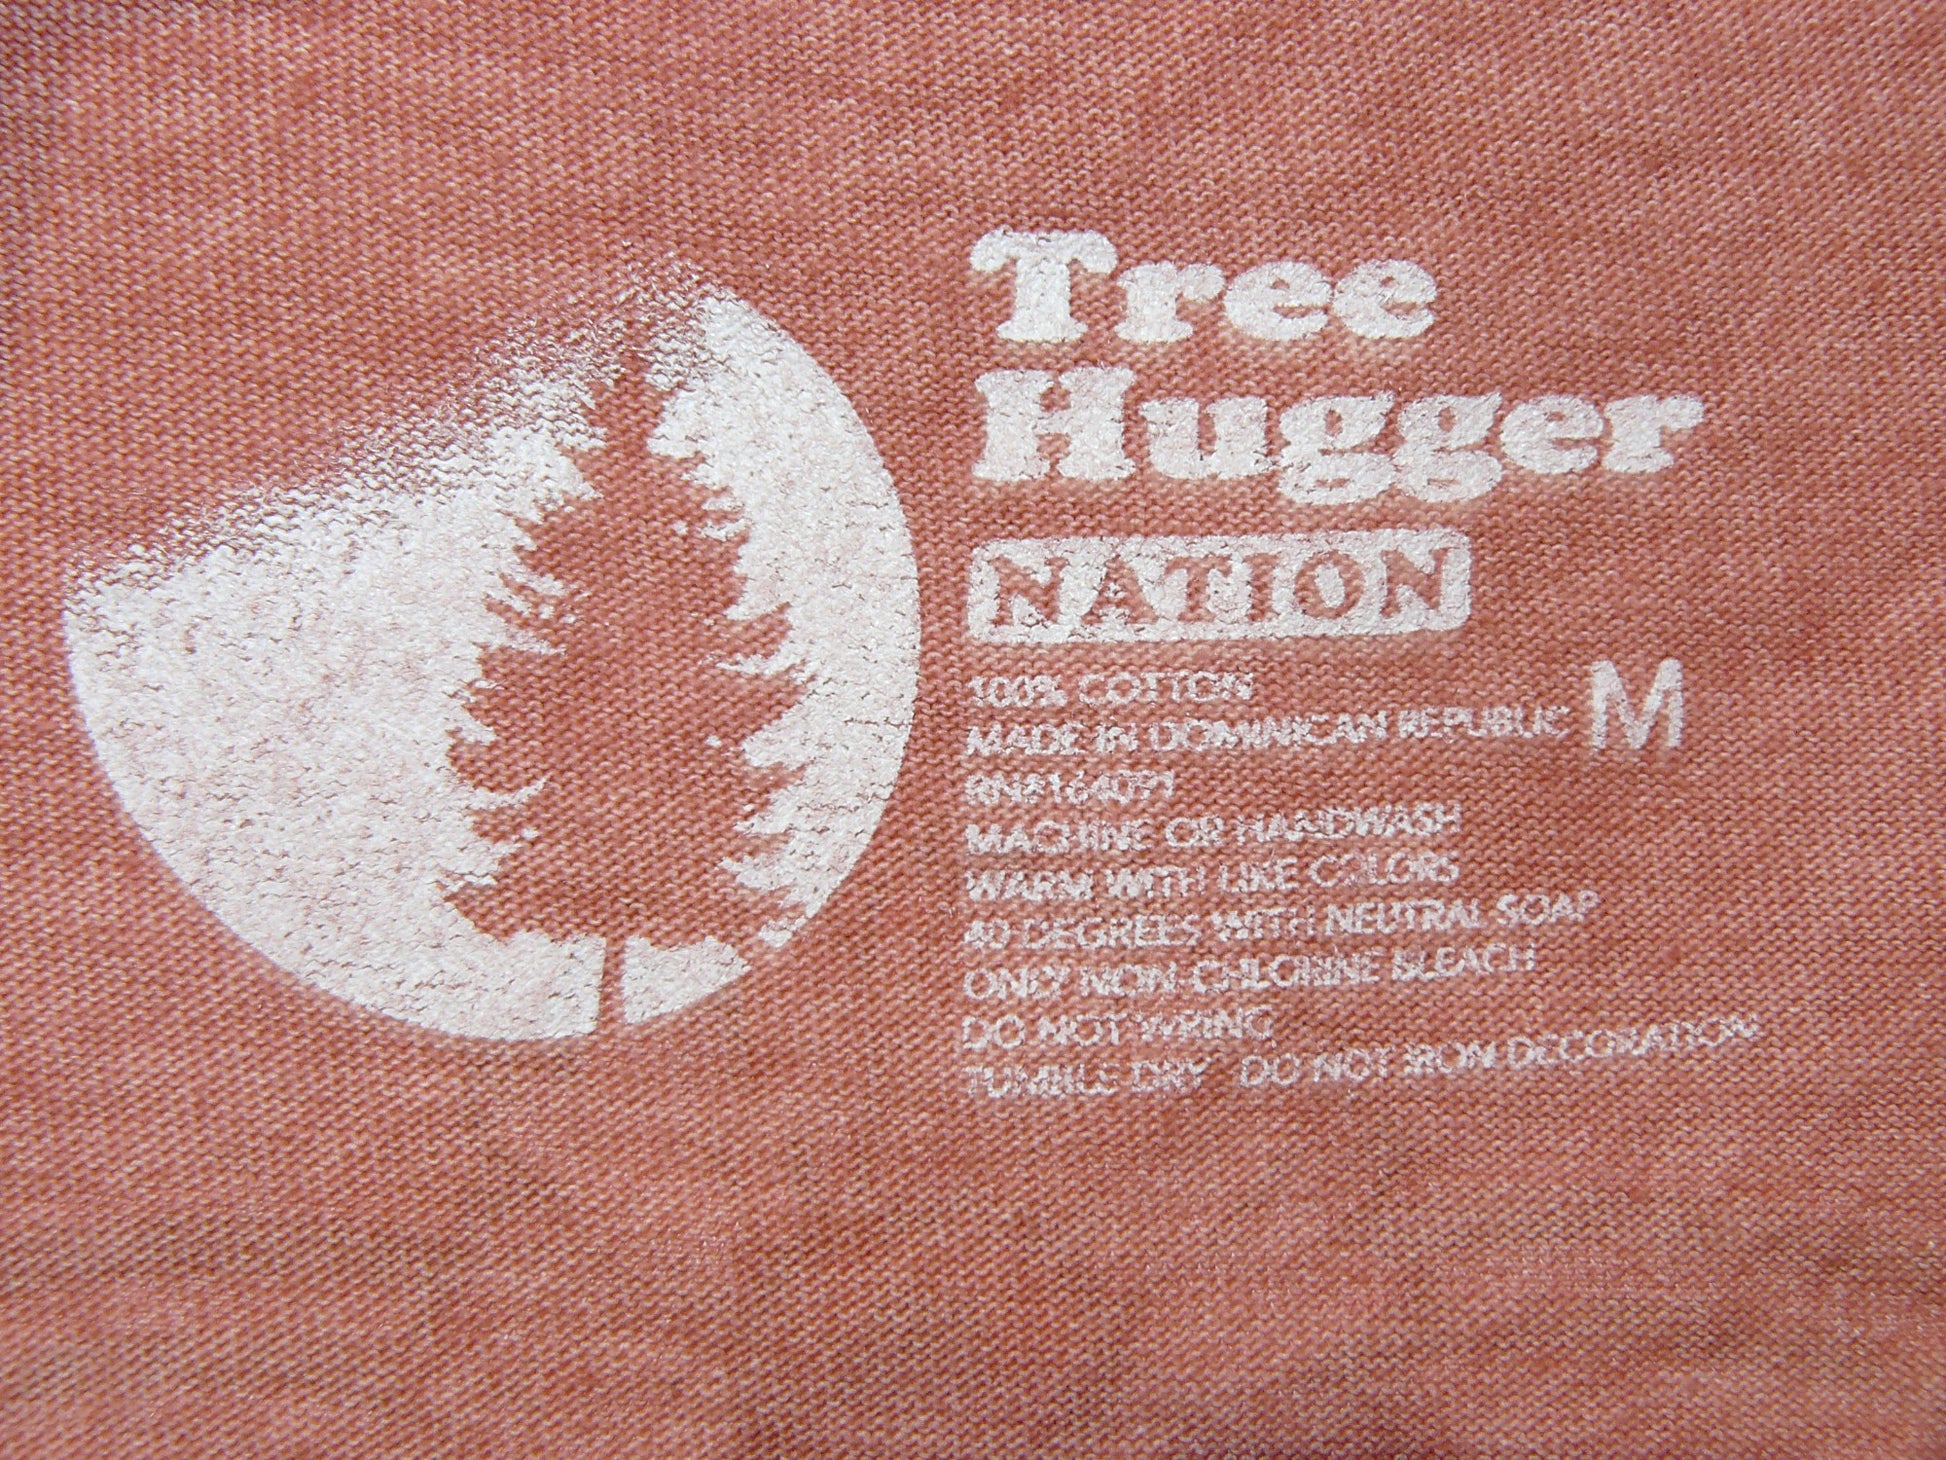 Tree
Hugger
NATION
100% COTTON
MADE IN DOMINICAN REPUBLIC M
RN#164091
MACHINE OR HANDWASH
WARM WITH LIKE COLORS
40 DEGREES WITH NEUTRAL SOAP
ONLY NON-CHLORINE BLEACH
DO NOT WRING
TUMBLE DRY DO NOT IRON DECORATION